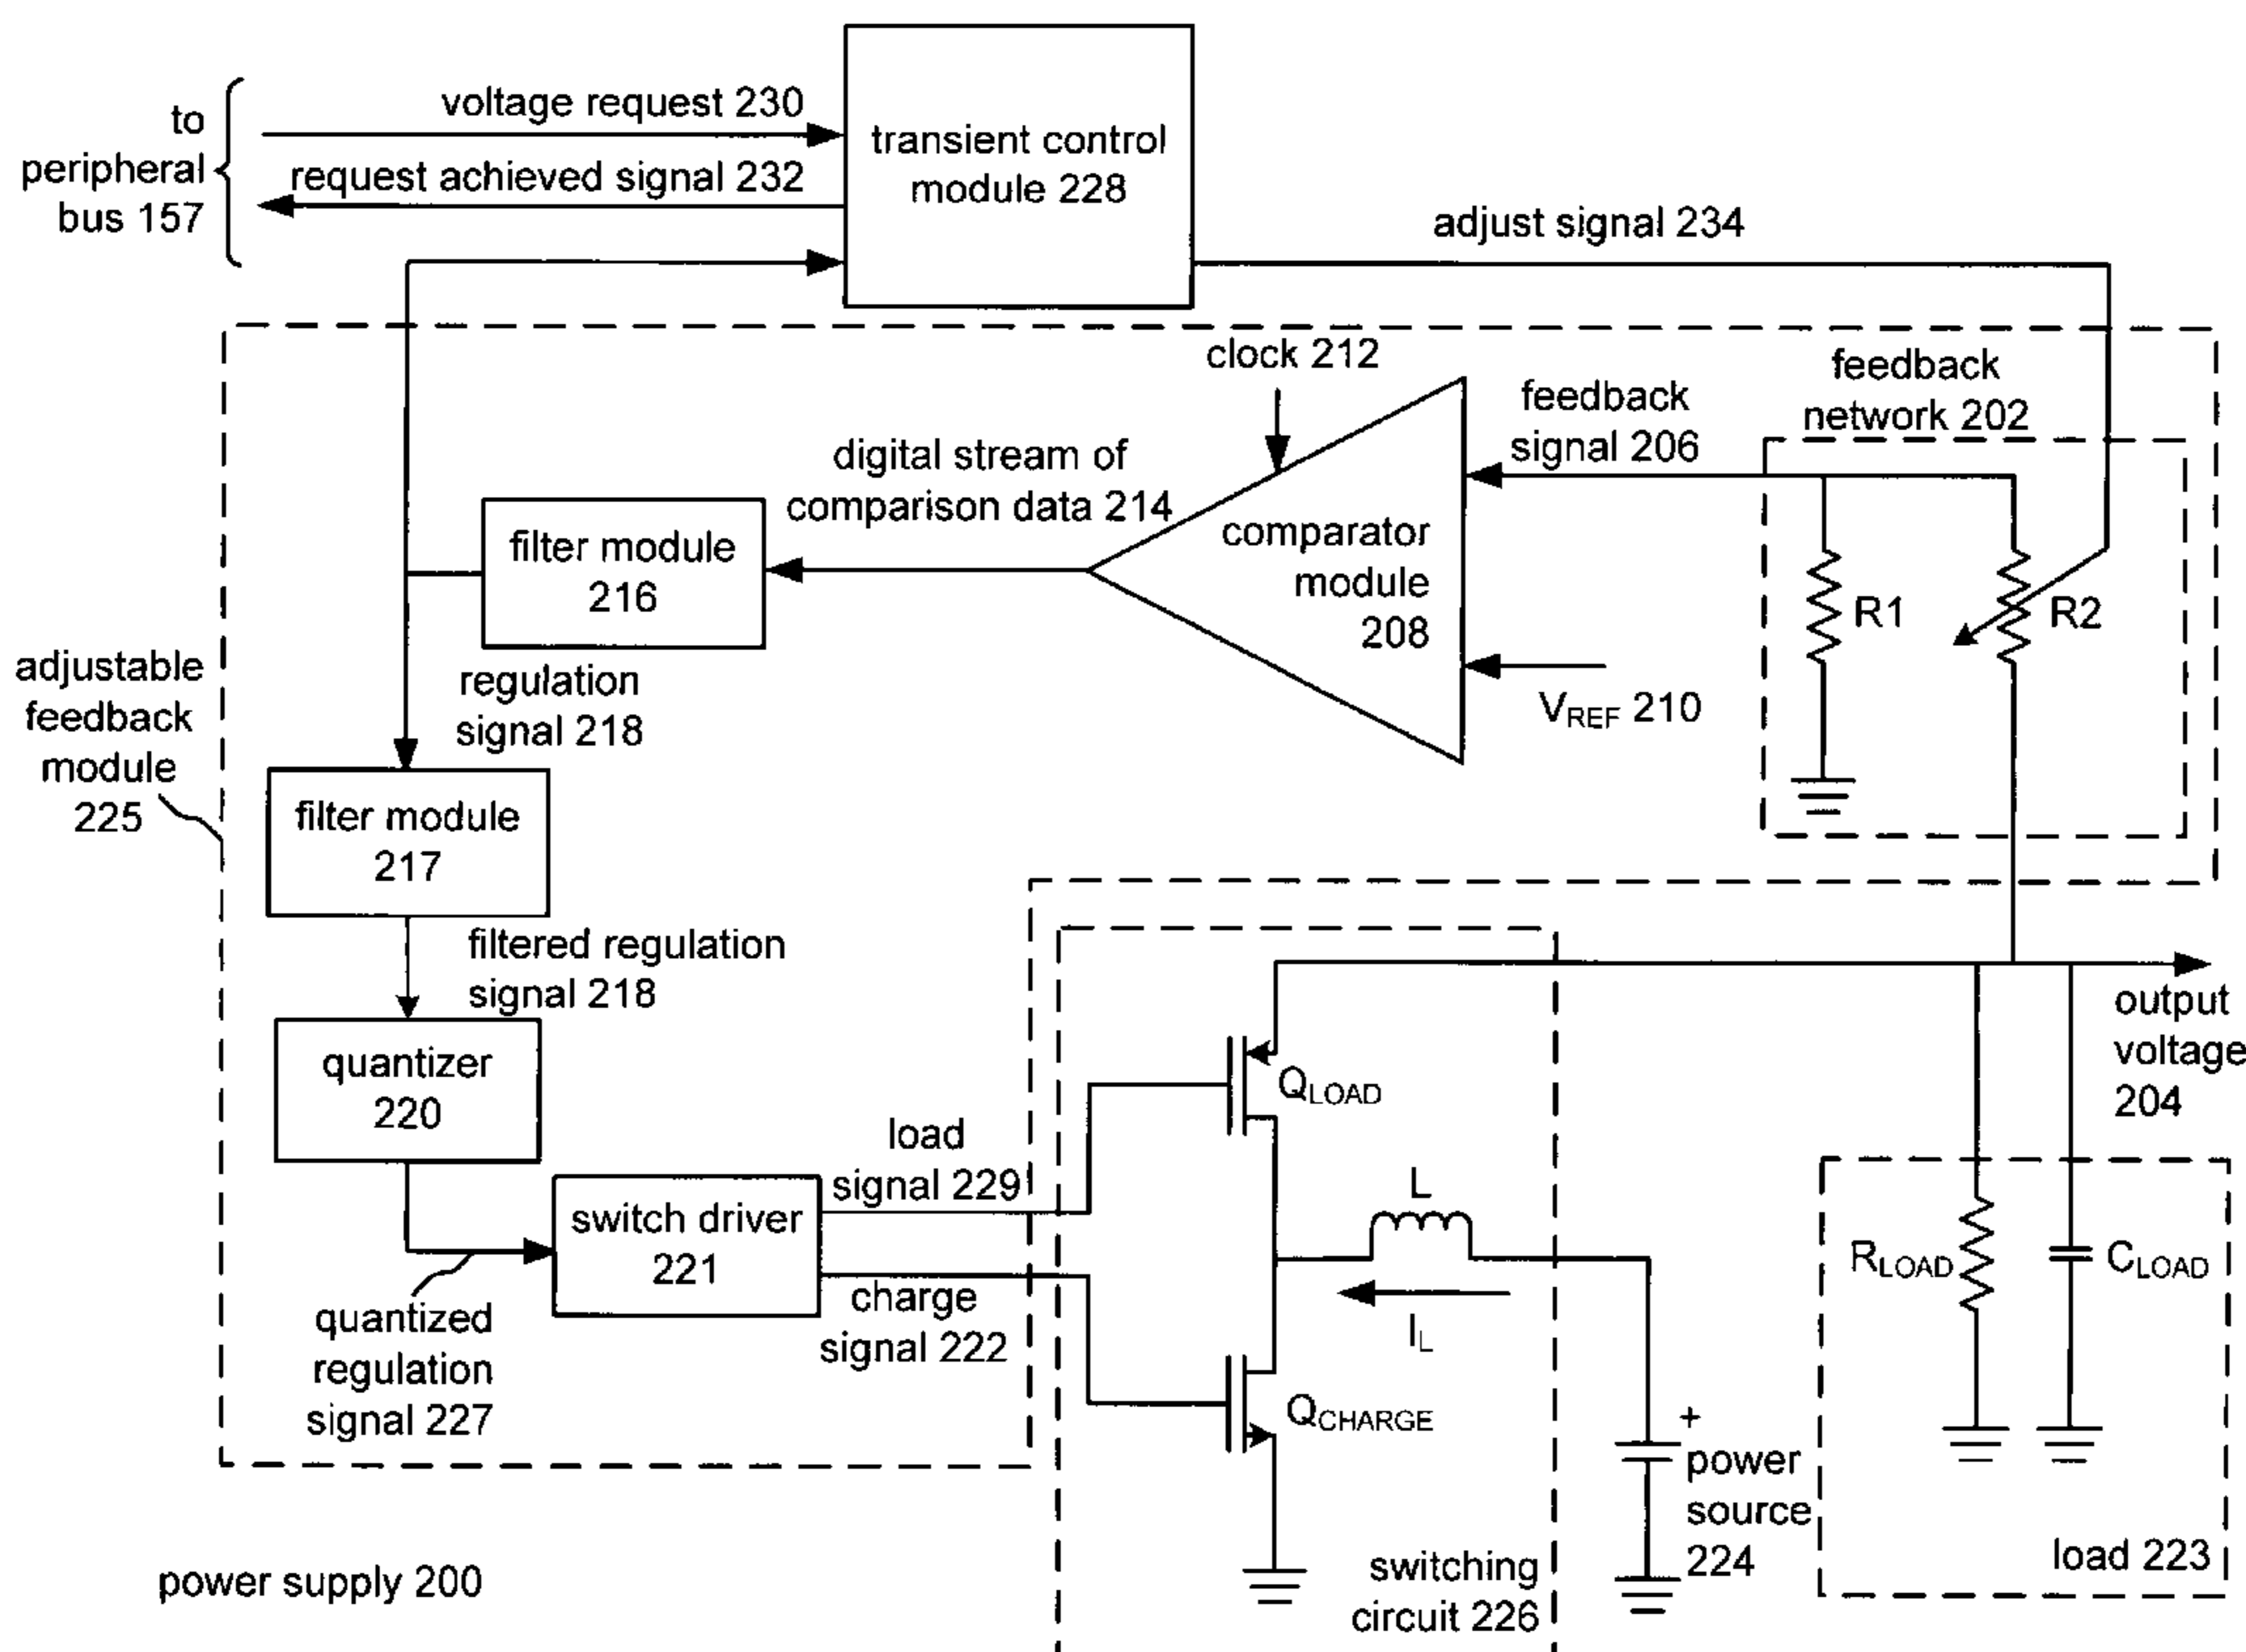 to
peripheral
bus 157
voltage request 230
request achieved signal 232
transient control
module 228
adjust signal 234
clock 212
feedback
network 202
feedback
signal 206
digital stream of
comparison data 214
comparator
module
208
filter module
216
R1
R2
VREF 210
regulation
signal 218
adjustable
feedback
module
225
filter module
217
filtered regulation
signal 218
quantizer
220
output
voltage
204
QLOAD
load
signal 229
switch driver
221
L
IL
RLOAD
CLOAD
charge
signal 222
quantized
regulation
signal 227
QCHARGE
+
power
source
224
load 223
switching
circuit 226
power supply 200